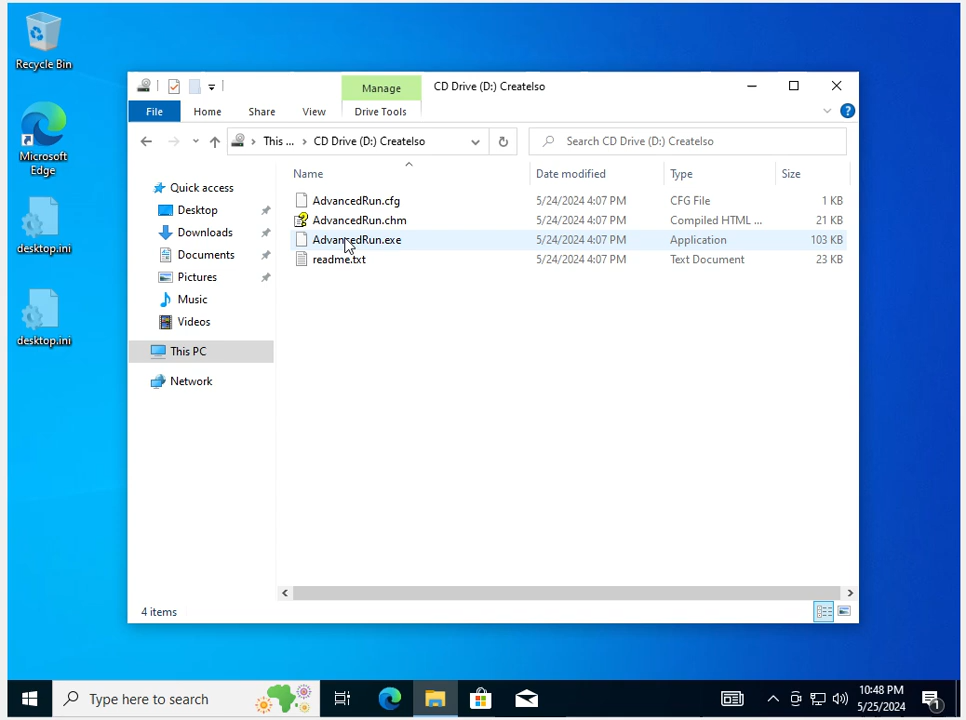 Recycle Bin
Microsoft
Edge
desktop.ini
desktop.ini
Manage
CD Drive (D:) CreateIso
File
Home
Share
View
Drive Tools
This ...
CD Drive (D:) CreateIso
Search CD Drive (D:) CreateIso
Name
Date modified
Type
Size
AdvancedRun.cfg 5/24/2024 4:07 PM CFG File 1 KB
AdvancedRun.chm 5/24/2024 4:07 PM Compiled HTML ... 21 KB
AdvancedRun.exe 5/24/2024 4:07 PM Application 103 KB
readme.txt 5/24/2024 4:07 PM Text Document 23 KB
Quick access
Desktop
Downloads
Documents
Pictures
Music
Videos
This PC
Network
4 items
Type here to search
10:48 PM
5/25/2024
1